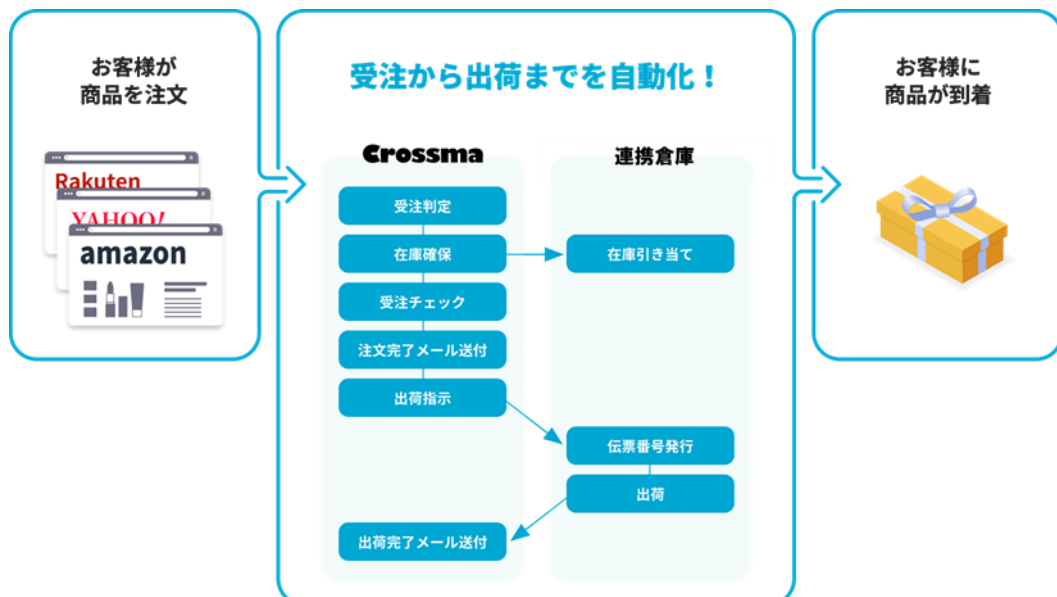 お客様が
商品を注文
Rakuten
YAHOO!
amazon
受注から出荷までを自動化！
Crossma
連携倉庫
受注判定
在庫確保
在庫引き当て
受注チェック
注文完了メール送付
出荷指示
伝票番号発行
出荷
出荷完了メール送付
お客様に
商品が到着